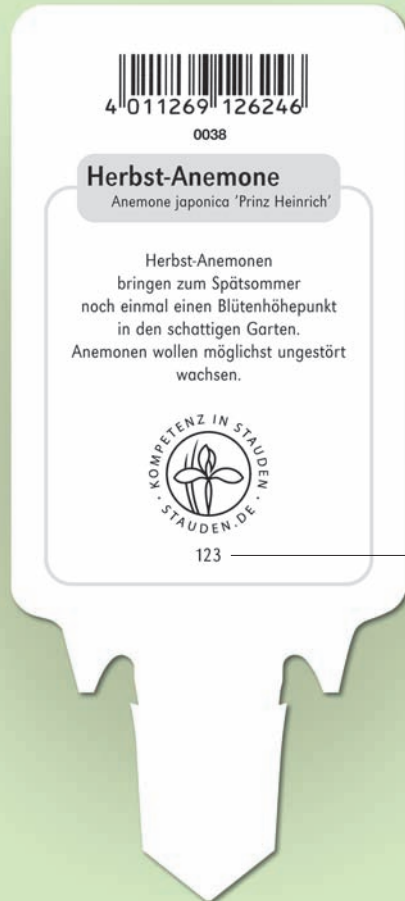 4 011269 126246
0038
Herbst-Anemone
Anemone japonica 'Prinz Heinrich'
Herbst-Anemonen
bringen zum Spätsommer
noch einmal einen Blütenhöhepunkt
in den schattigen Garten.
Anemonen wollen möglichst ungestört
wachsen.
· KOMPETENZ IN STAUDEN ·
STAUDEN.DE
123